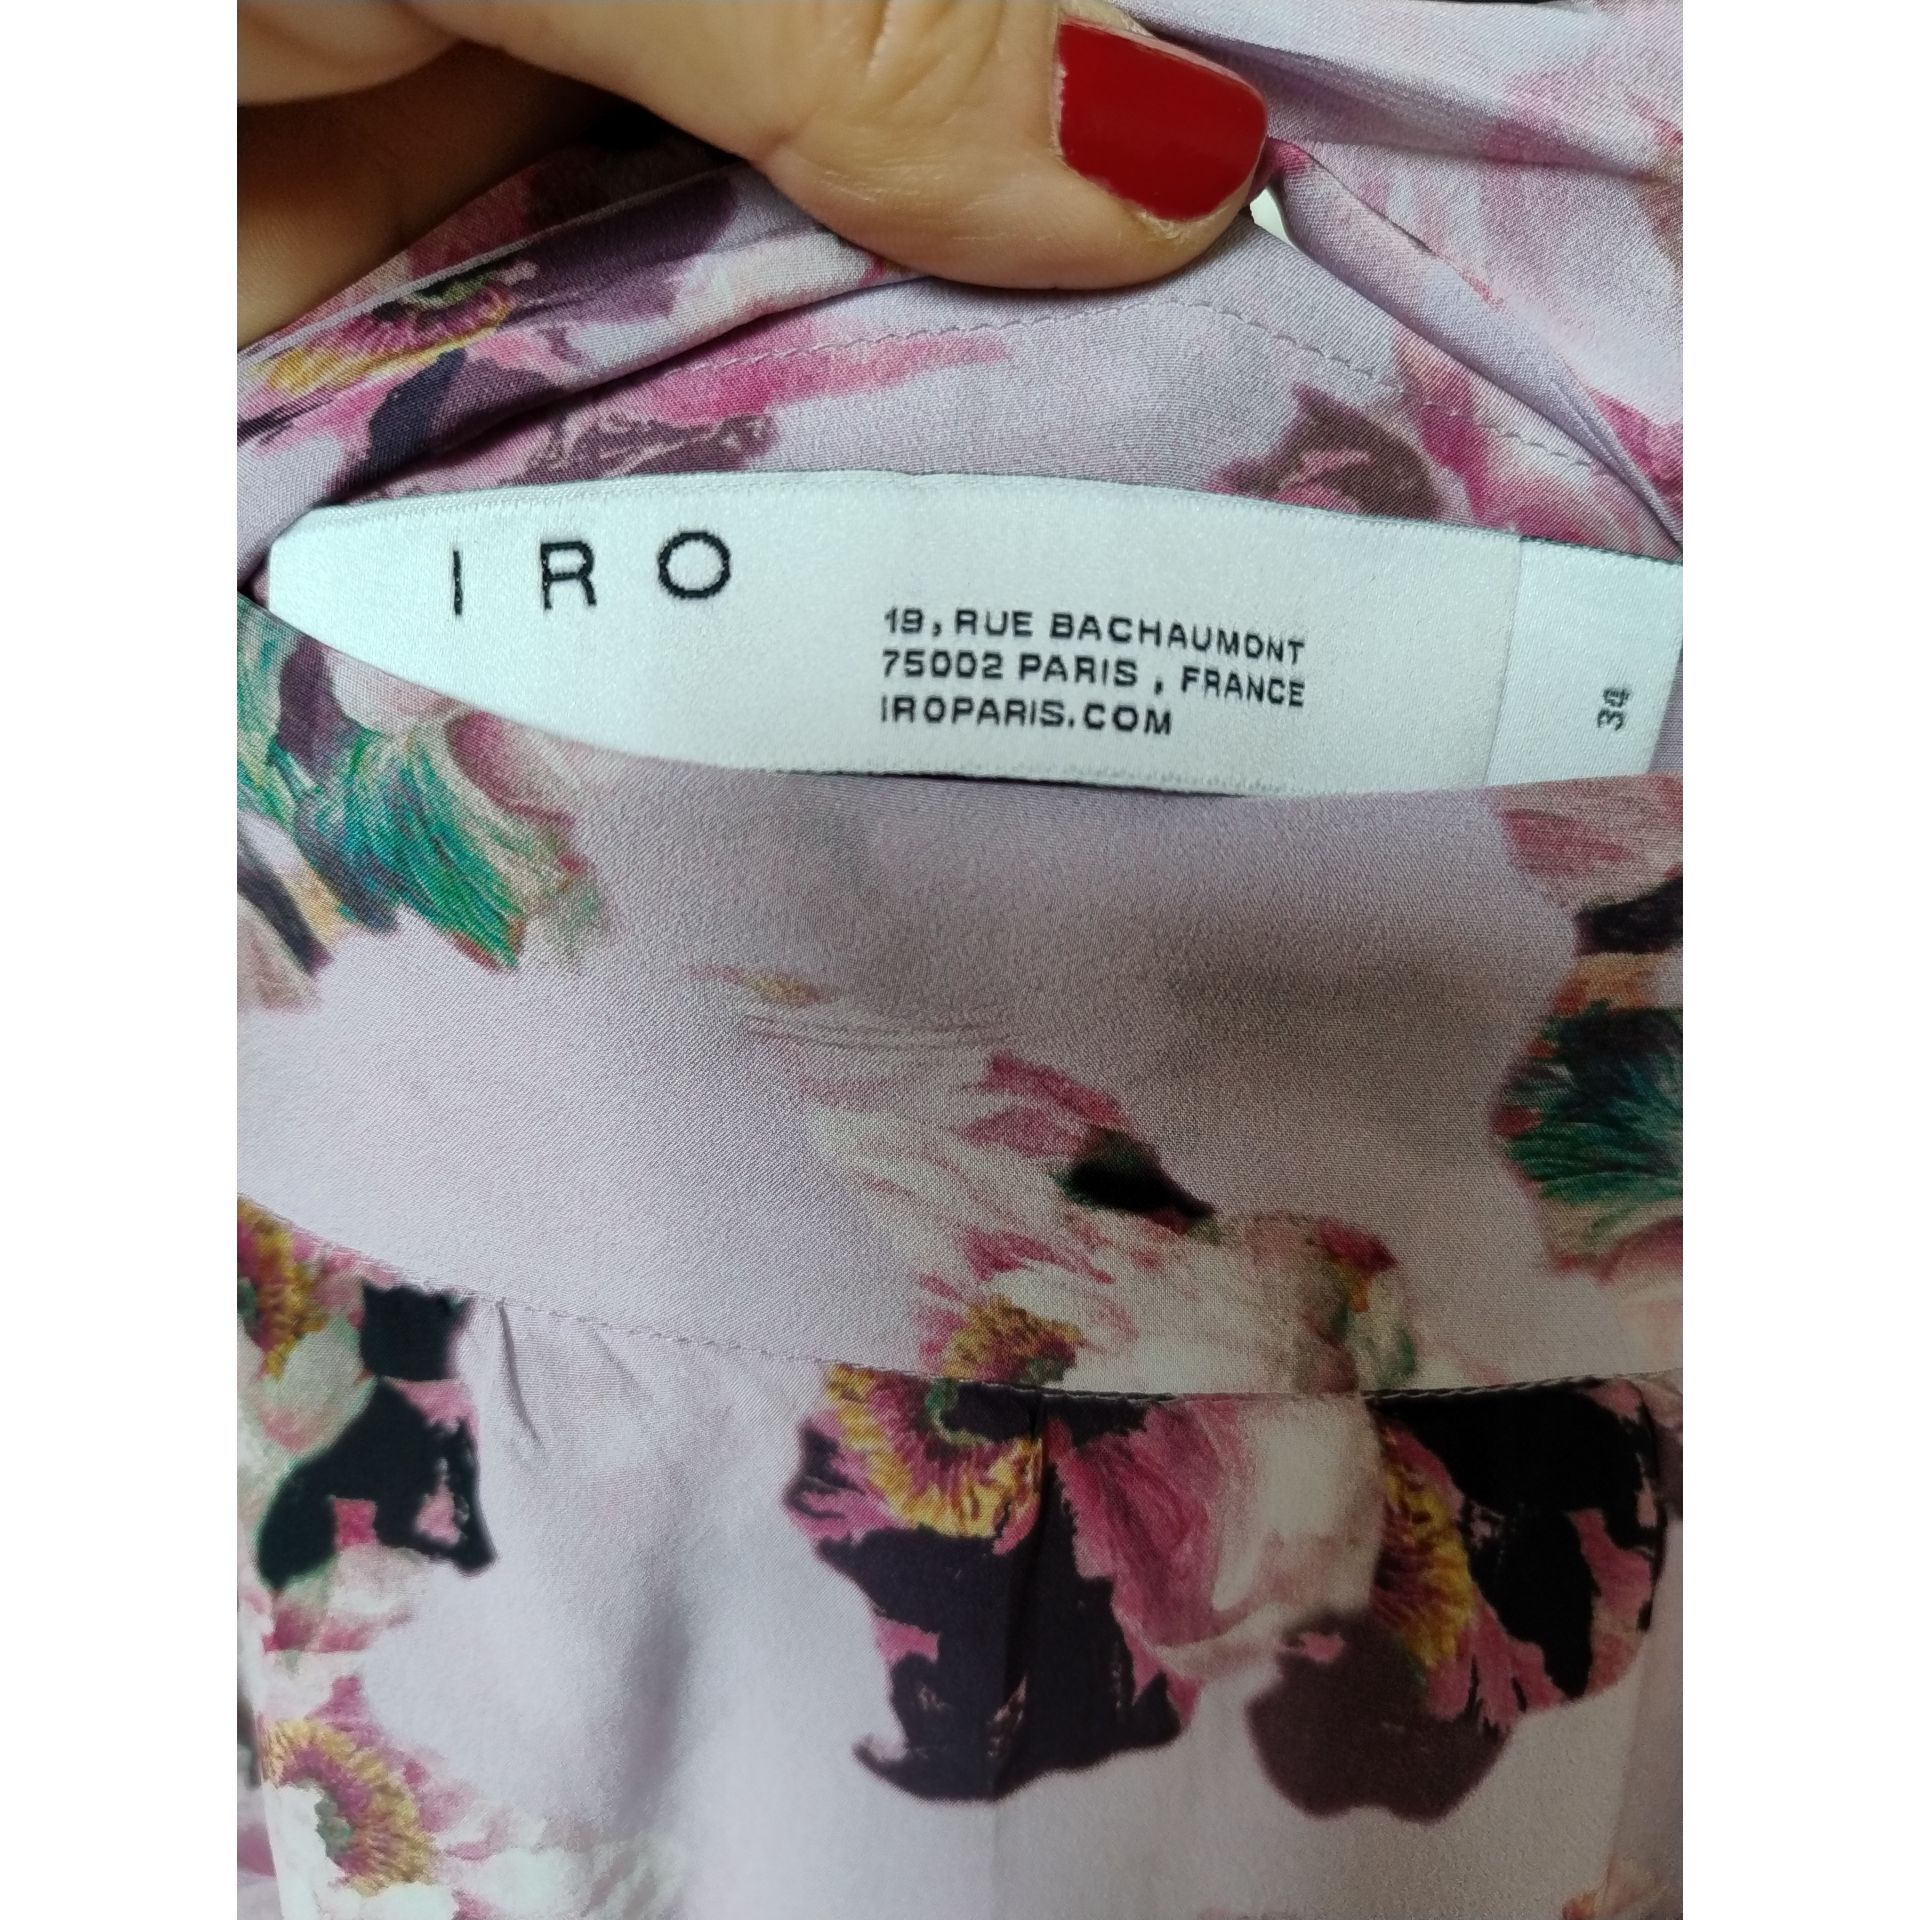 IRO
19, RUE BACHAUMONT
75002 PARIS, FRANCE
IROPARIS.COM
34